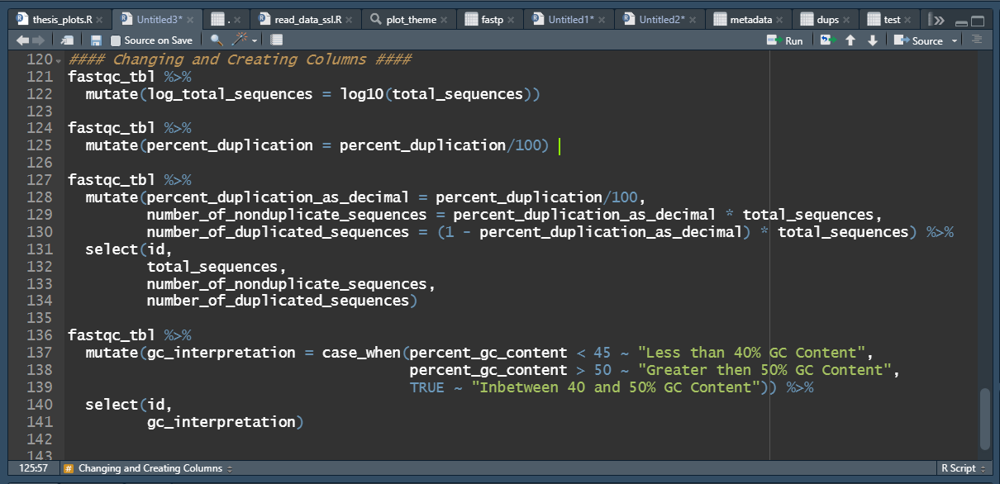 thesis_plots.R × Untitled3* × . × read_data_ssl.R × plot_theme × fastp × Untitled1* × Untitled2* × metadata × dups × test ×
Source on Save Run Source
120 #### Changing and Creating Columns ####
121 fastqc_tbl %>%
122 mutate(log_total_sequences = log10(total_sequences))
123
124 fastqc_tbl %>%
125 mutate(percent_duplication = percent_duplication/100)
126
127 fastqc_tbl %>%
128 mutate(percent_duplication_as_decimal = percent_duplication/100,
129 number_of_nonduplicate_sequences = percent_duplication_as_decimal * total_sequences,
130 number_of_duplicated_sequences = (1 - percent_duplication_as_decimal) * total_sequences) %>%
131 select(id,
132 total_sequences,
133 number_of_nonduplicate_sequences,
134 number_of_duplicated_sequences)
135
136 fastqc_tbl %>%
137 mutate(gc_interpretation = case_when(percent_gc_content < 45 ~ "Less than 40% GC Content",
138 percent_gc_content > 50 ~ "Greater then 50% GC Content",
139 TRUE ~ "Inbetween 40 and 50% GC Content")) %>%
140 select(id,
141 gc_interpretation)
142
143
125:57 # Changing and Creating Columns R Script